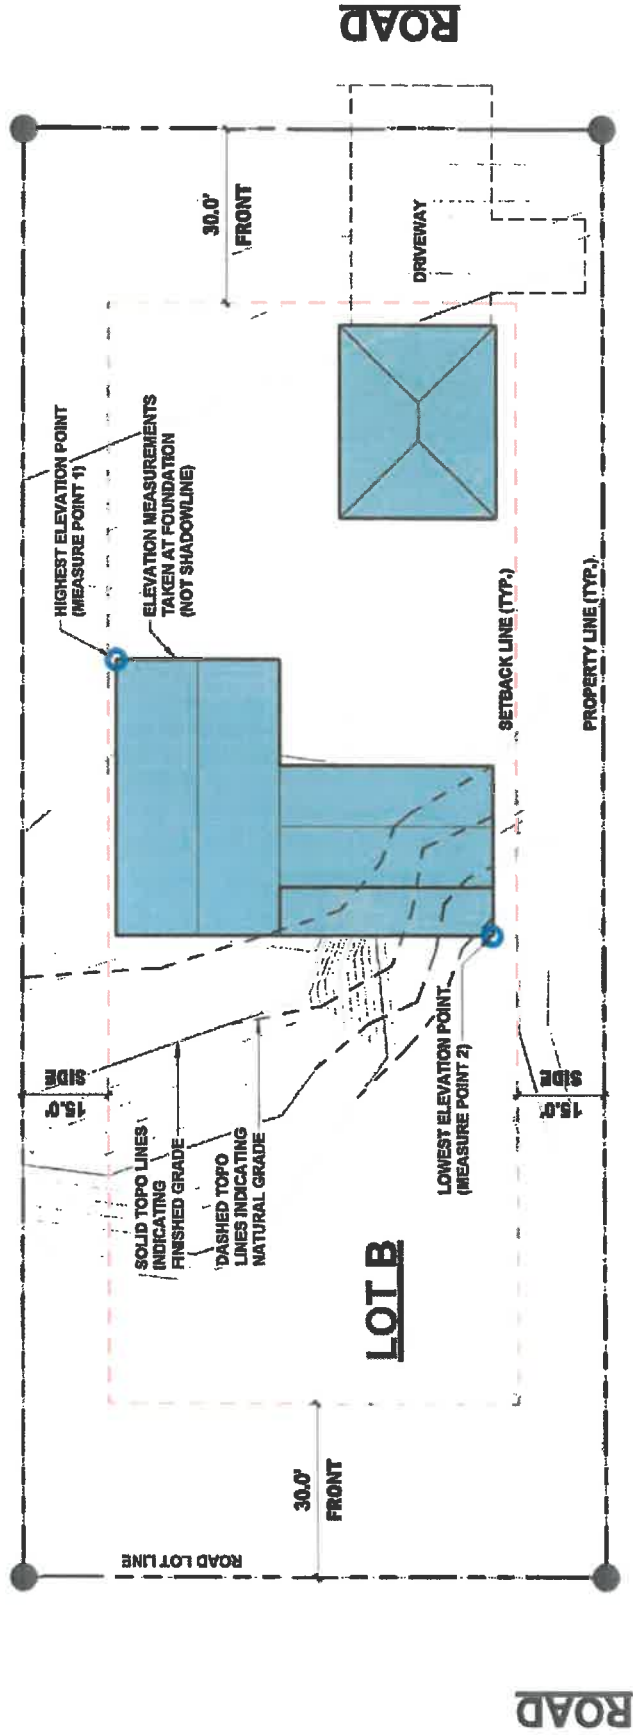 ROAD
30.0'
FRONT
DRIVEWAY
HIGHEST ELEVATION POINT
(MEASURE POINT 1)
ELEVATION MEASUREMENTS
TAKEN AT FOUNDATION
(NOT SHADOWLINE)
SETBACK LINE (TYP.)
PROPERTY LINE (TYP.)
15.0'
SIDE
SOLID TOPO LINES
INDICATING
FINISHED GRADE
DASHED TOPO
LINES INDICATING
NATURAL GRADE
LOWEST ELEVATION POINT
(MEASURE POINT 2)
15.0'
SIDE
LOT B
30.0'
FRONT
ROAD LOT LINE
ROAD